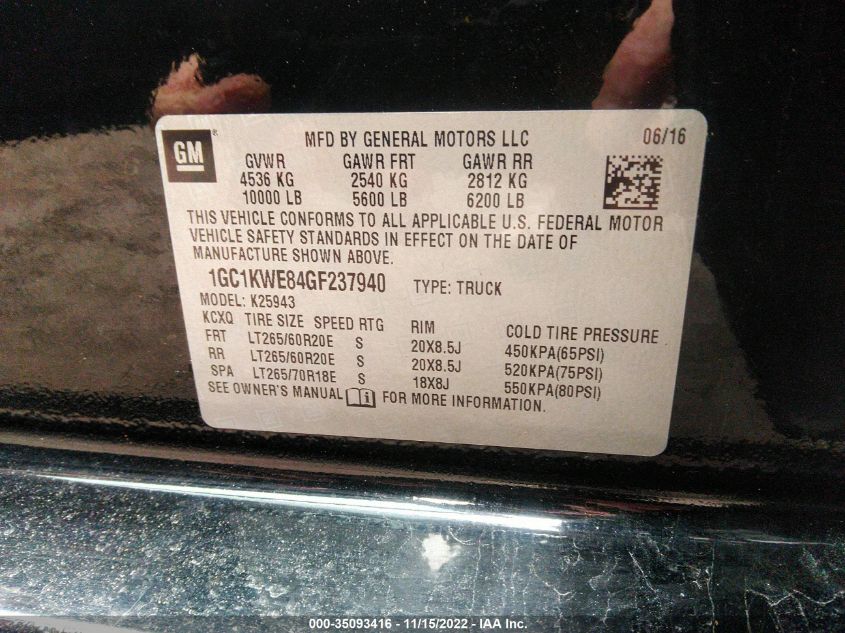 GM
MFD BY GENERAL MOTORS LLC 06/16
GVWR GAWR FRT GAWR RR
4536 KG 2540 KG 2812 KG
10000 LB 5600 LB 6200 LB
THIS VEHICLE CONFORMS TO ALL APPLICABLE U.S. FEDERAL MOTOR
VEHICLE SAFETY STANDARDS IN EFFECT ON THE DATE OF
MANUFACTURE SHOWN ABOVE.
1GC1KWE84GF237940 TYPE: TRUCK
MODEL: K25943
KCXQ TIRE SIZE SPEED RTG RIM COLD TIRE PRESSURE
FRT LT265/60R20E S 20X8.5J 450KPA(65PSI)
RR LT265/60R20E S 20X8.5J 520KPA(75PSI)
SPA LT265/70R18E S 18X8J 550KPA(80PSI)
SEE OWNER'S MANUAL FOR MORE INFORMATION.
000-35093416 - 11/15/2022 - IAA Inc.